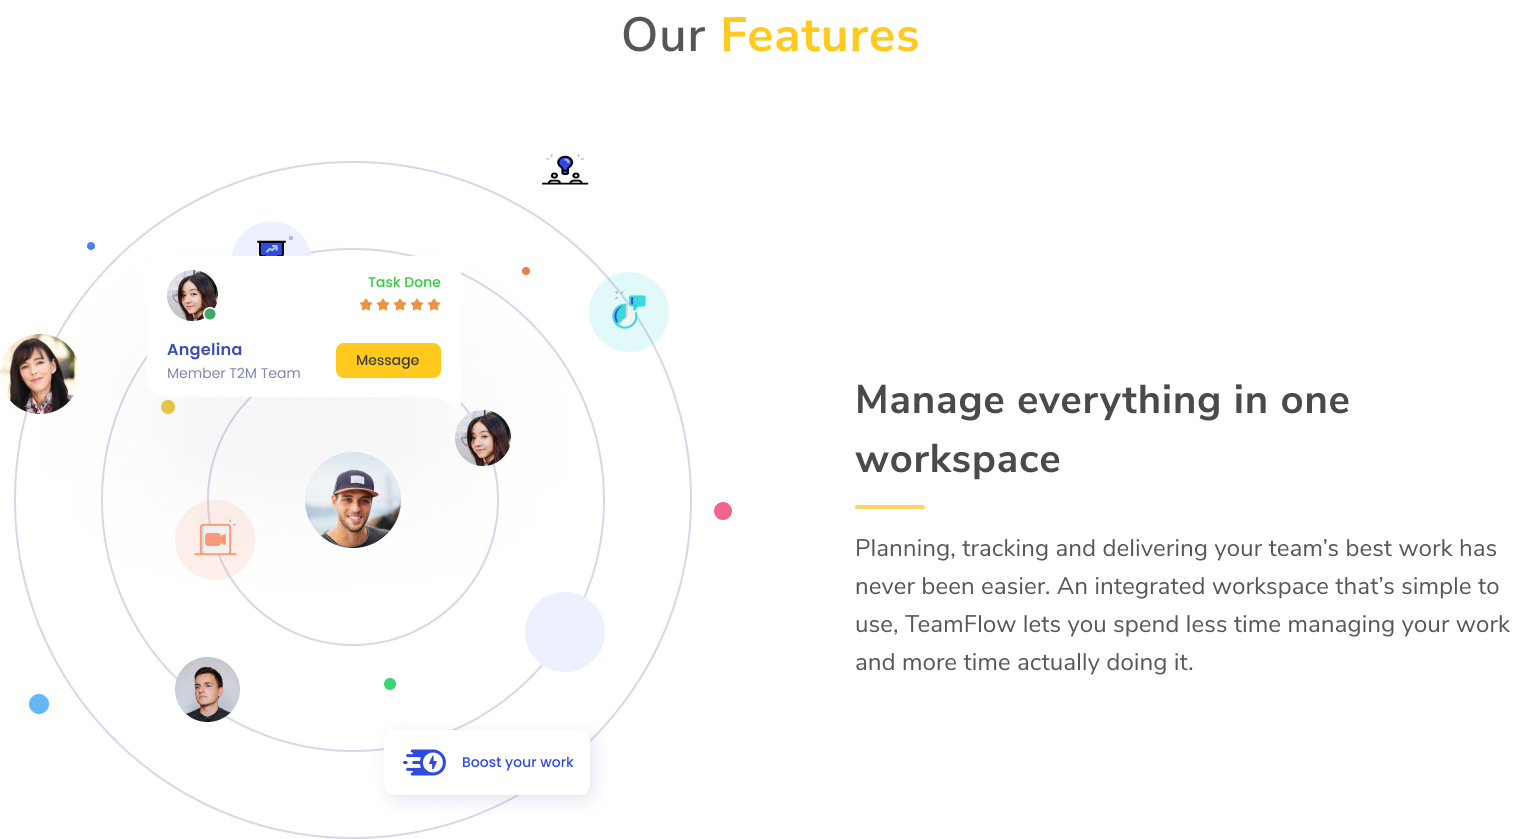 Our Features
Task Done
Angelina
Member T2M Team
Message
Boost your work
Manage everything in one
workspace
Planning, tracking and delivering your team’s best work has
never been easier. An integrated workspace that’s simple to
use, TeamFlow lets you spend less time managing your work
and more time actually doing it.